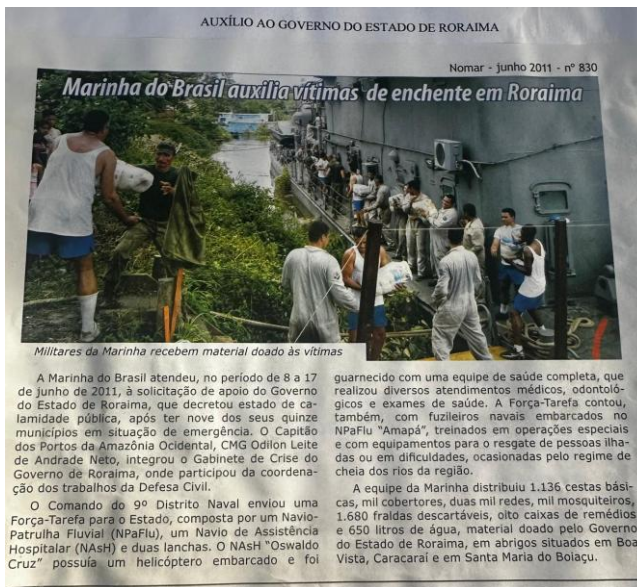 AUXÍLIO AO GOVERNO DO ESTADO DE RORAIMA
Nomar - junho 2011 - nº 830
Marinha do Brasil auxilia vítimas de enchente em Roraima
Militares da Marinha recebem material doado às vítimas
A Marinha do Brasil atendeu, no período de 8 a 17
de junho de 2011, à solicitação de apoio do Governo
do Estado de Roraima, que decretou estado de ca-
lamidade pública, após ter nove dos seus quinze
municípios em situação de emergência. O Capitão
dos Portos da Amazônia Ocidental, CMG Odilon Leite
de Andrade Neto, integrou o Gabinete de Crise do
Governo de Roraima, onde participou da coordena-
ção dos trabalhos da Defesa Civil.
O Comando do 9º Distrito Naval enviou uma
Força-Tarefa para o Estado, composta por um Navio-
Patrulha Fluvial (NPaFlu), um Navio de Assistência
Hospitalar (NAsH) e duas lanchas. O NAsH "Oswaldo
Cruz" possuía um helicóptero embarcado e foi
guarnecido com uma equipe de saúde completa, que
realizou diversos atendimentos médicos, odontoló-
gicos e exames de saúde. A Força-Tarefa contou,
também, com fuzileiros navais embarcados no
NPaFlu "Amapá", treinados em operações especiais
e com equipamentos para o resgate de pessoas ilha-
das ou em dificuldades, ocasionadas pelo regime de
cheia dos rios da região.
A equipe da Marinha distribuiu 1.136 cestas bási-
cas, mil cobertores, duas mil redes, mil mosquiteiros,
1.680 fraldas descartáveis, oito caixas de remédios
e 650 litros de água, material doado pelo Governo
do Estado de Roraima, em abrigos situados em Boa
Vista, Caracaraí e em Santa Maria do Boiaçu.